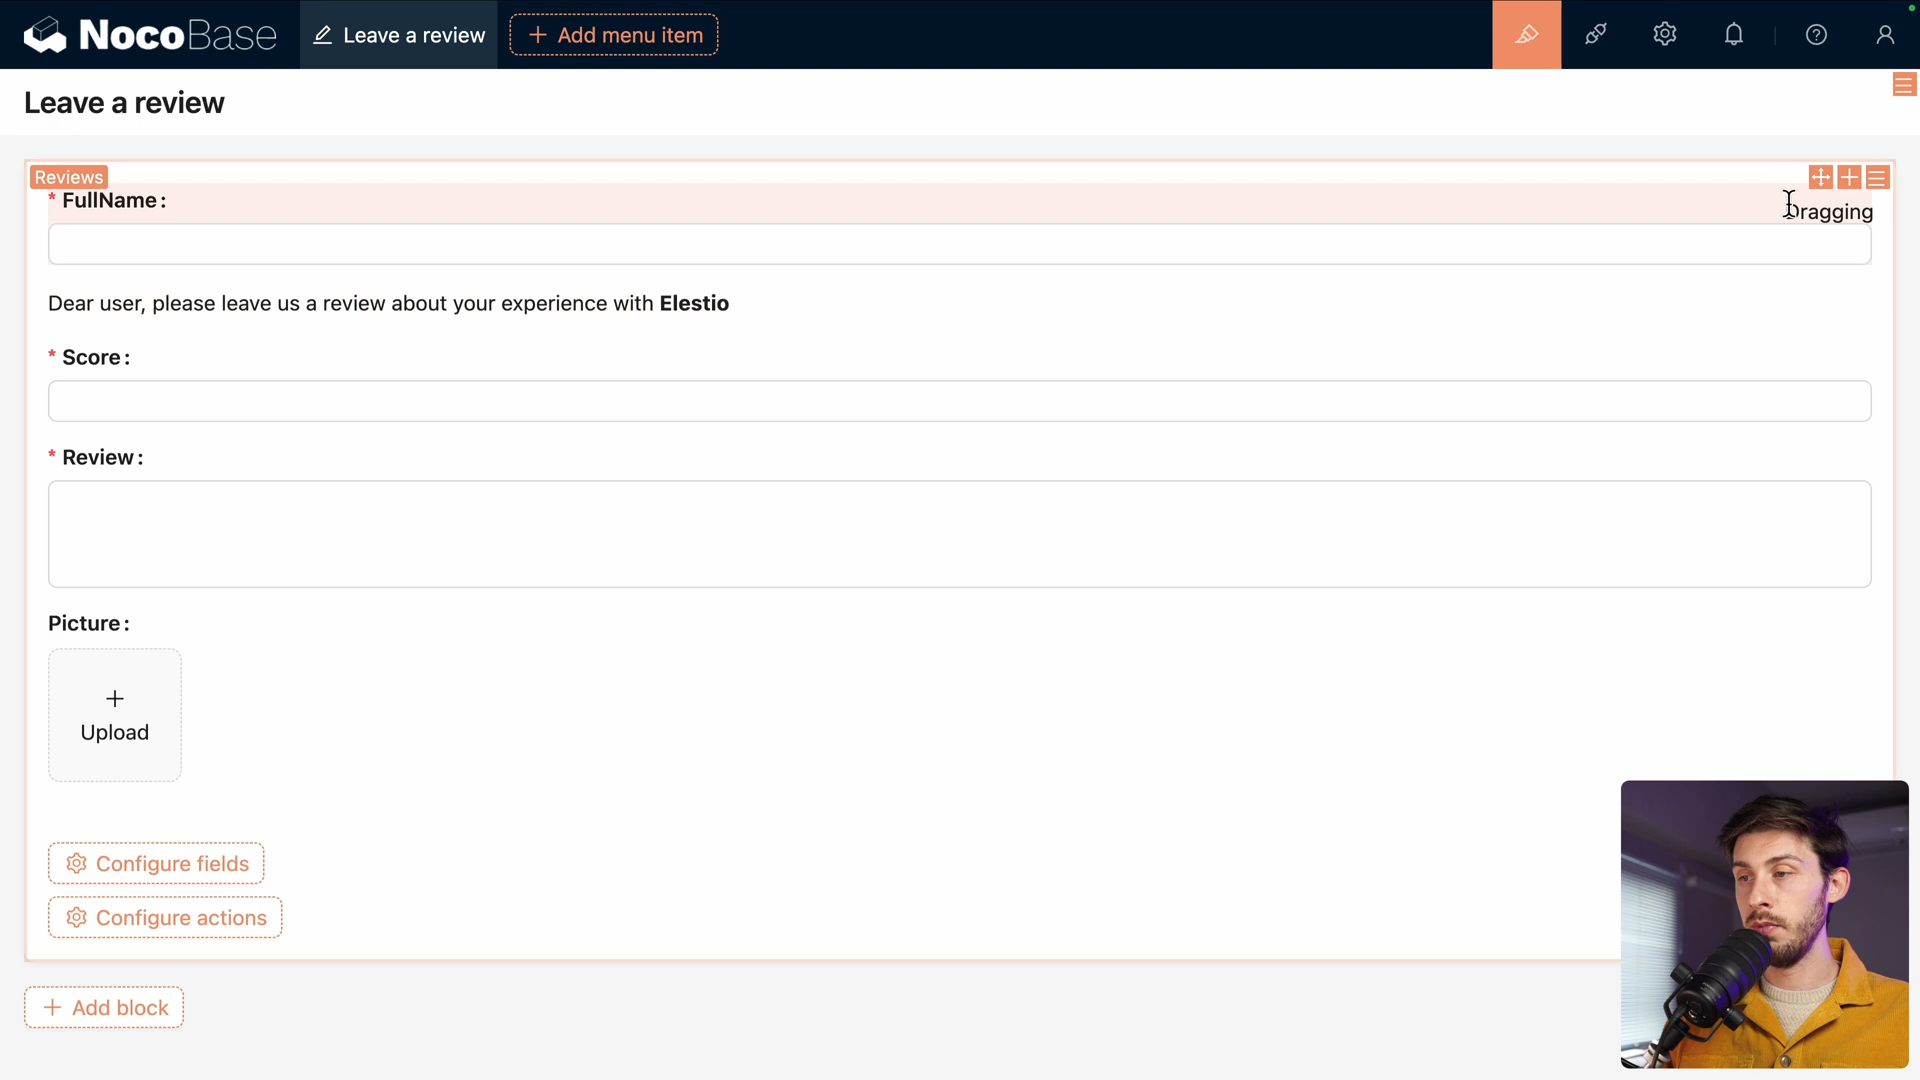 NocoBase
Leave a review
+ Add menu item
Leave a review
Reviews
* FullName :
Dragging
Dear user, please leave us a review about your experience with Elestio
* Score :
* Review :
Picture :
+
Upload
Configure fields
Configure actions
+ Add block